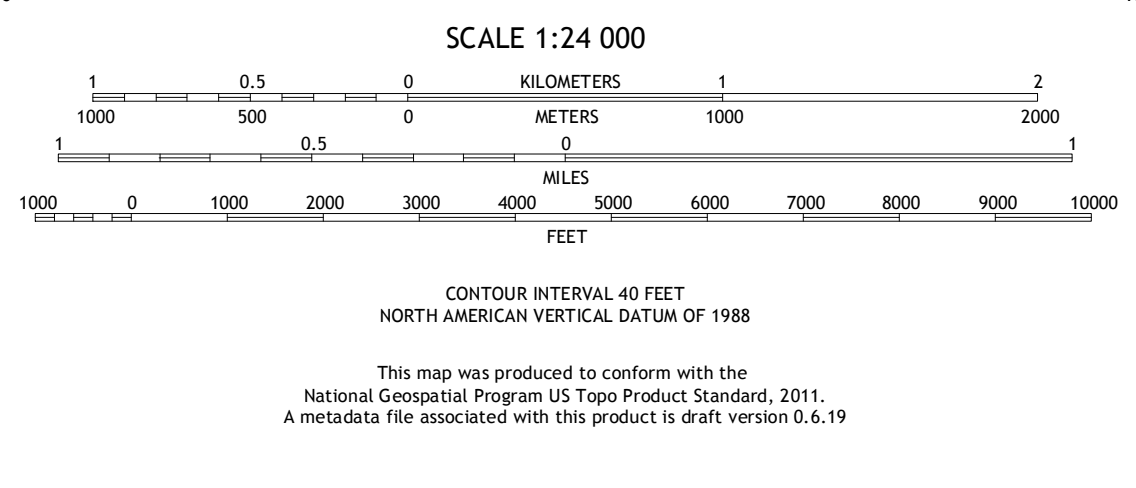 SCALE 1:24 000
1 0.5 0 KILOMETERS 1 2
1000 500 0 METERS 1000 2000
1 0.5 0 1
MILES
1000 0 1000 2000 3000 4000 5000 6000 7000 8000 9000 10000
FEET
CONTOUR INTERVAL 40 FEET
NORTH AMERICAN VERTICAL DATUM OF 1988
This map was produced to conform with the
National Geospatial Program US Topo Product Standard, 2011.
A metadata file associated with this product is draft version 0.6.19